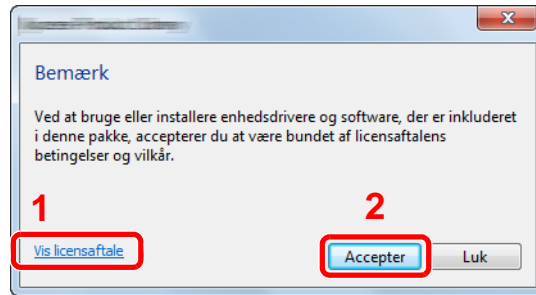 Bemærk
Ved at bruge eller installere enhedsdrivere og software, der er inkluderet
i denne pakke, accepterer du at være bundet af licensaftalens
betingelser og vilkår.
1
2
Vis licensaftale
Accepter
Luk